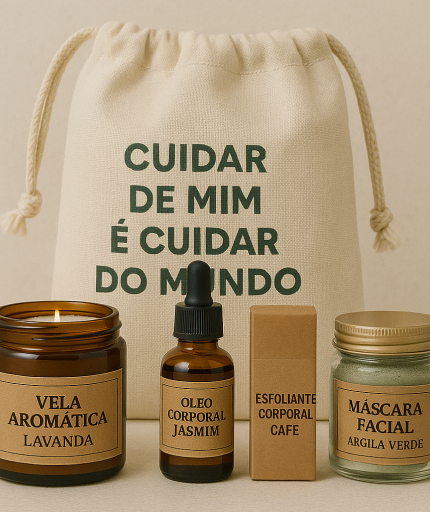 CUIDAR
DE MIM
É CUIDAR
DO MUNDO
VELA
AROMÁTICA
LAVANDA
OLEO
CORPORAL
JASMIM
ESFOLIANTE
CORPORAL
CAFE
MÁSCARA
FACIAL
ARGILA VERDE